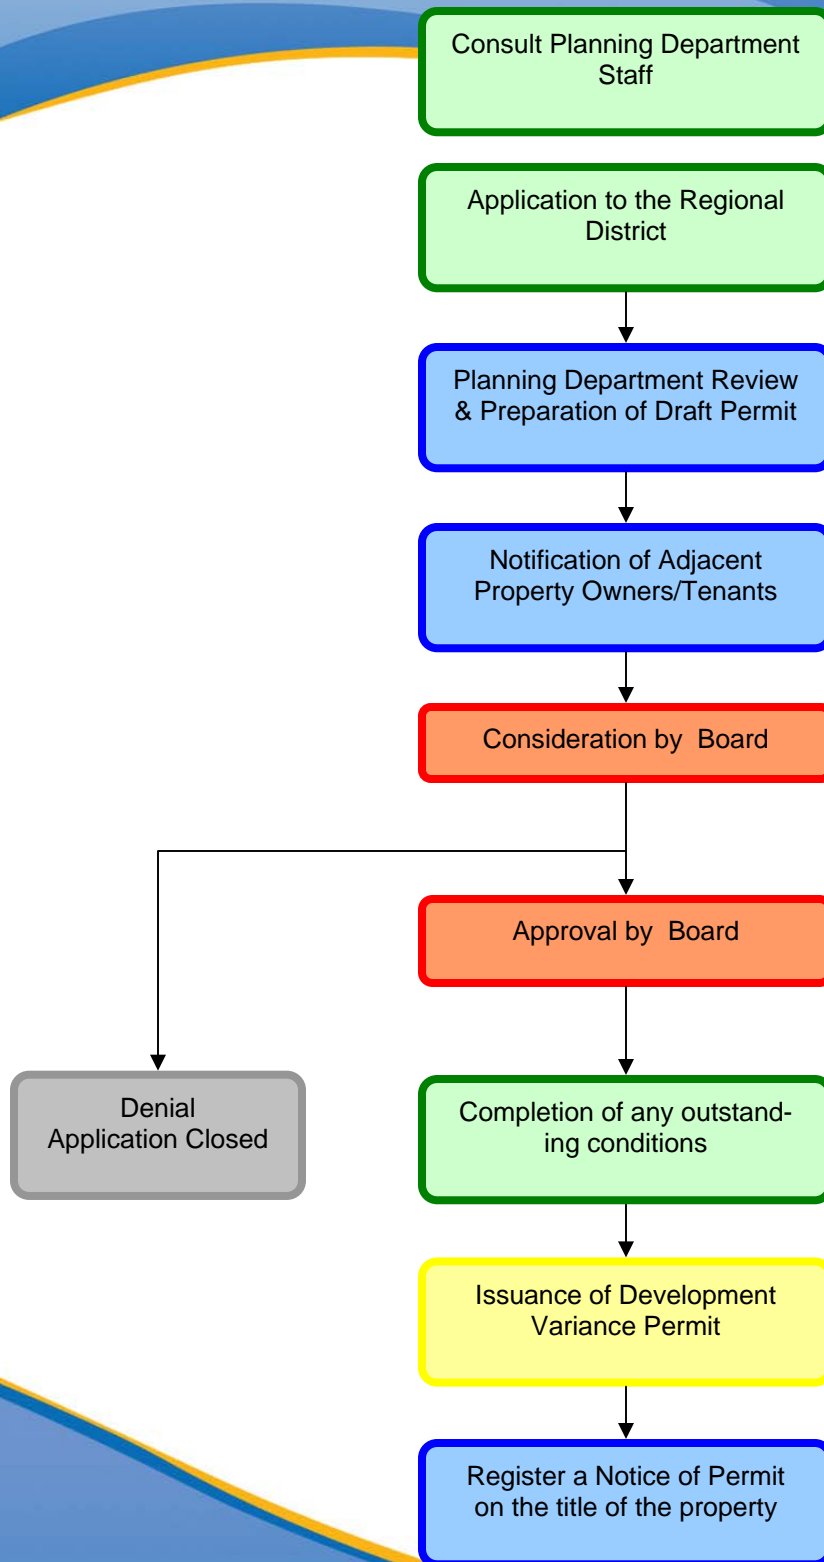 Consult Planning Department
Staff
Application to the Regional
District
Planning Department Review
& Preparation of Draft Permit
Notification of Adjacent
Property Owners/Tenants
Consideration by  Board
Approval by  Board
Denial
Application Closed
Completion of any outstand-
ing conditions
Issuance of Development
Variance Permit
Register a Notice of Permit
on the title of the property